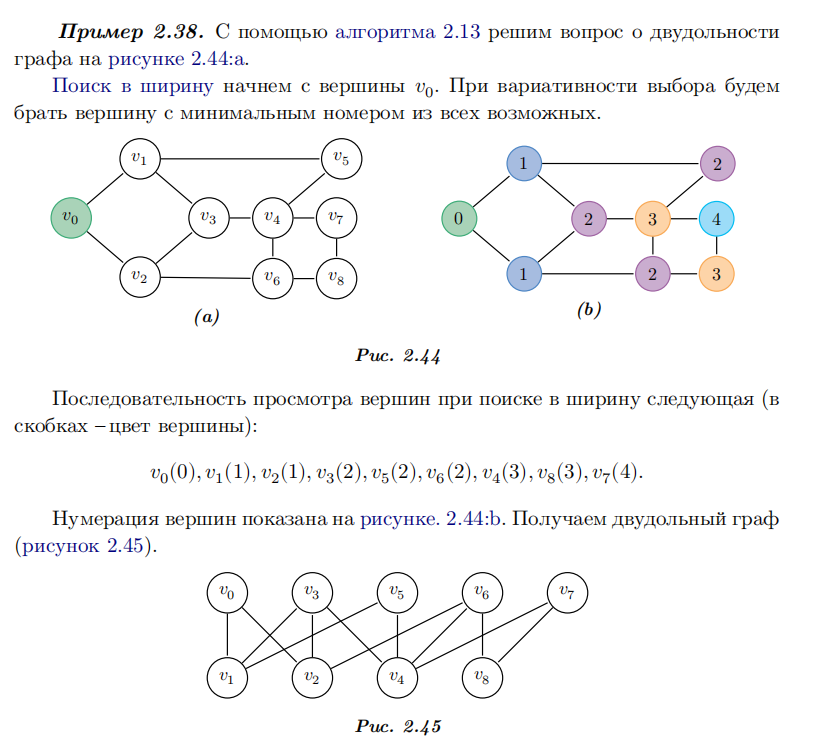 Пример 2.38. С помощью алгоритма 2.13 решим вопрос о двудольности
графа на рисунке 2.44:a.
Поиск в ширину начнем с вершины v₀. При вариативности выбора будем
брать вершину с минимальным номером из всех возможных.
v₁ v₅ 1 2
v₀ v₃ v₄ v₇ 0 2 3 4
v₂ v₆ v₈ 1 2 3
(a) (b)
Рис. 2.44
Последовательность просмотра вершин при поиске в ширину следующая (в
скобках – цвет вершины):
v₀(0), v₁(1), v₂(1), v₃(2), v₅(2), v₆(2), v₄(3), v₈(3), v₇(4).
Нумерация вершин показана на рисунке. 2.44:b. Получаем двудольный граф
(рисунок 2.45).
v₀ v₃ v₅ v₆ v₇
v₁ v₂ v₄ v₈
Рис. 2.45